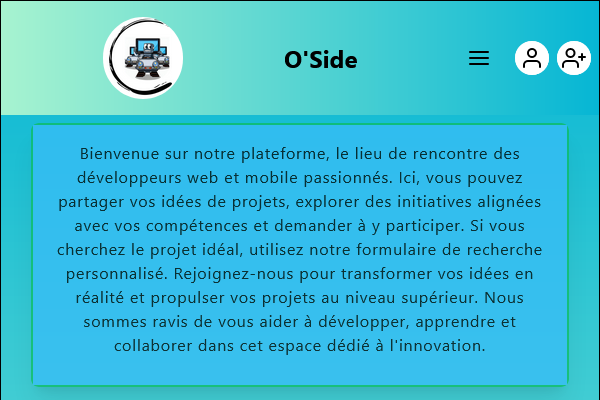 O'Side
Bienvenue sur notre plateforme, le lieu de rencontre des
développeurs web et mobile passionnés. Ici, vous pouvez
partager vos idées de projets, explorer des initiatives alignées
avec vos compétences et demander à y participer. Si vous
cherchez le projet idéal, utilisez notre formulaire de recherche
personnalisé. Rejoignez-nous pour transformer vos idées en
réalité et propulser vos projets au niveau supérieur. Nous
sommes ravis de vous aider à développer, apprendre et
collaborer dans cet espace dédié à l'innovation.